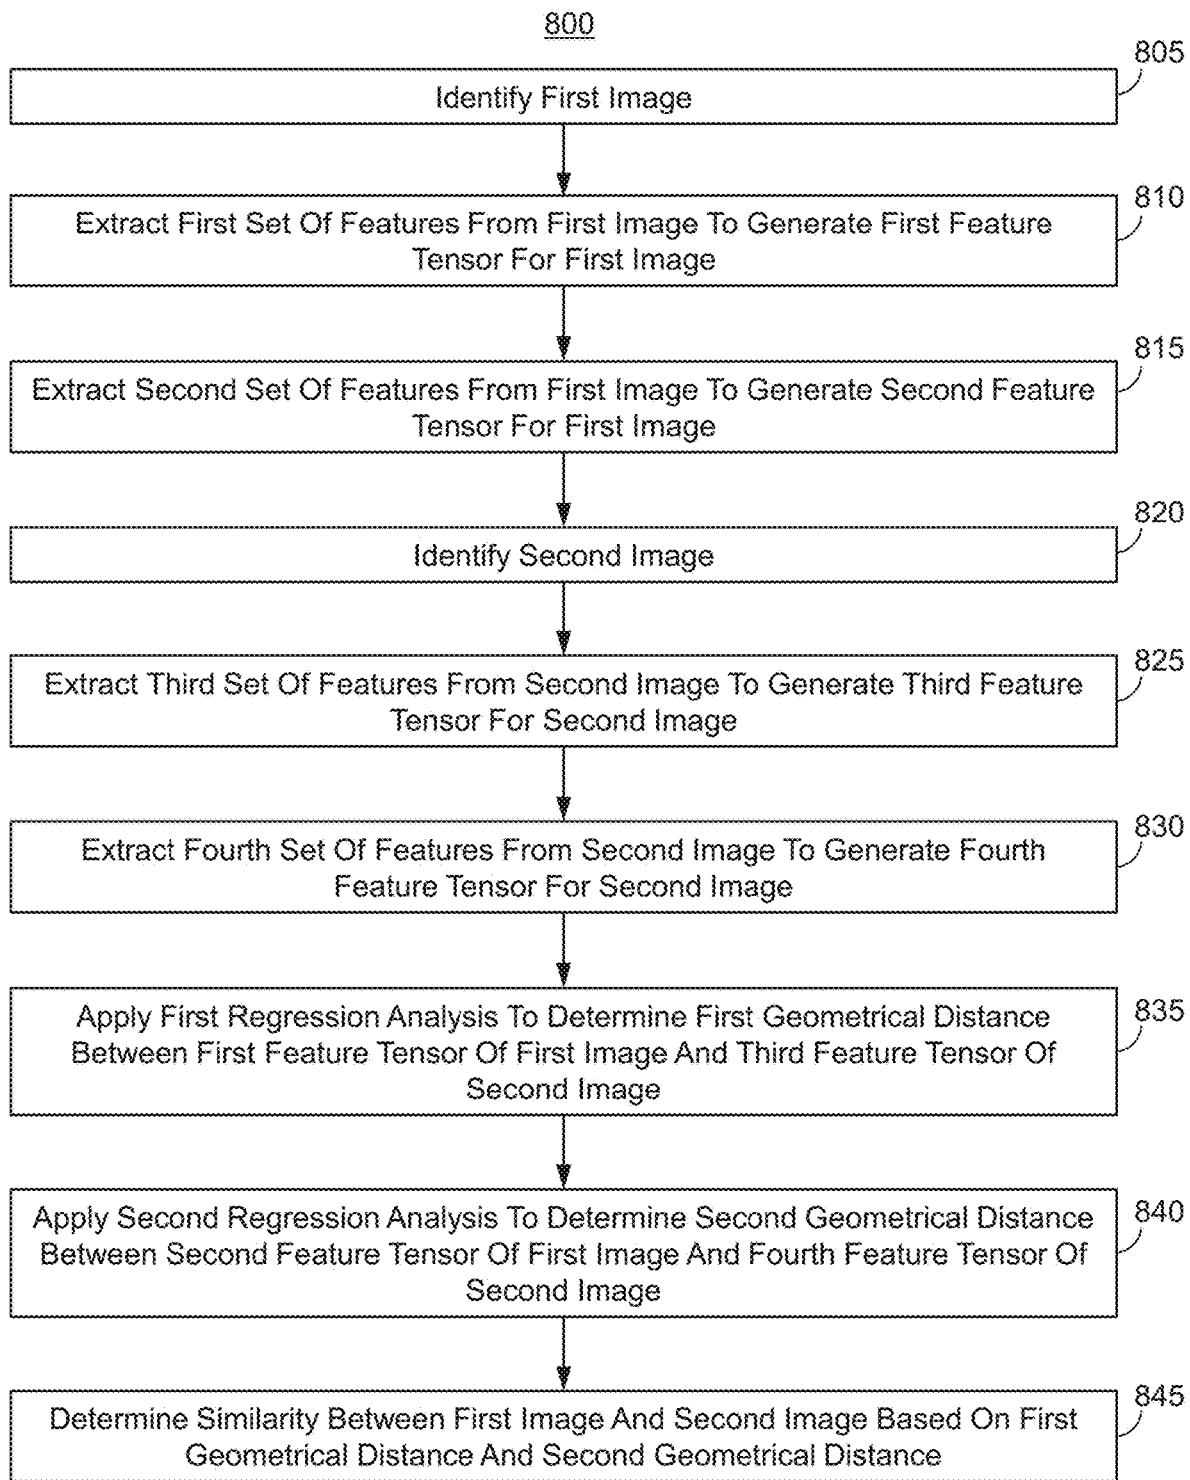 800
805
Identify First Image
810
Extract First Set Of Features From First Image To Generate First Feature
Tensor For First Image
815
Extract Second Set Of Features From First Image To Generate Second Feature
Tensor For First Image
820
Identify Second Image
825
Extract Third Set Of Features From Second Image To Generate Third Feature
Tensor For Second Image
830
Extract Fourth Set Of Features From Second Image To Generate Fourth
Feature Tensor For Second Image
835
Apply First Regression Analysis To Determine First Geometrical Distance
Between First Feature Tensor Of First Image And Third Feature Tensor Of
Second Image
840
Apply Second Regression Analysis To Determine Second Geometrical Distance
Between Second Feature Tensor Of First Image And Fourth Feature Tensor Of
Second Image
845
Determine Similarity Between First Image And Second Image Based On First
Geometrical Distance And Second Geometrical Distance